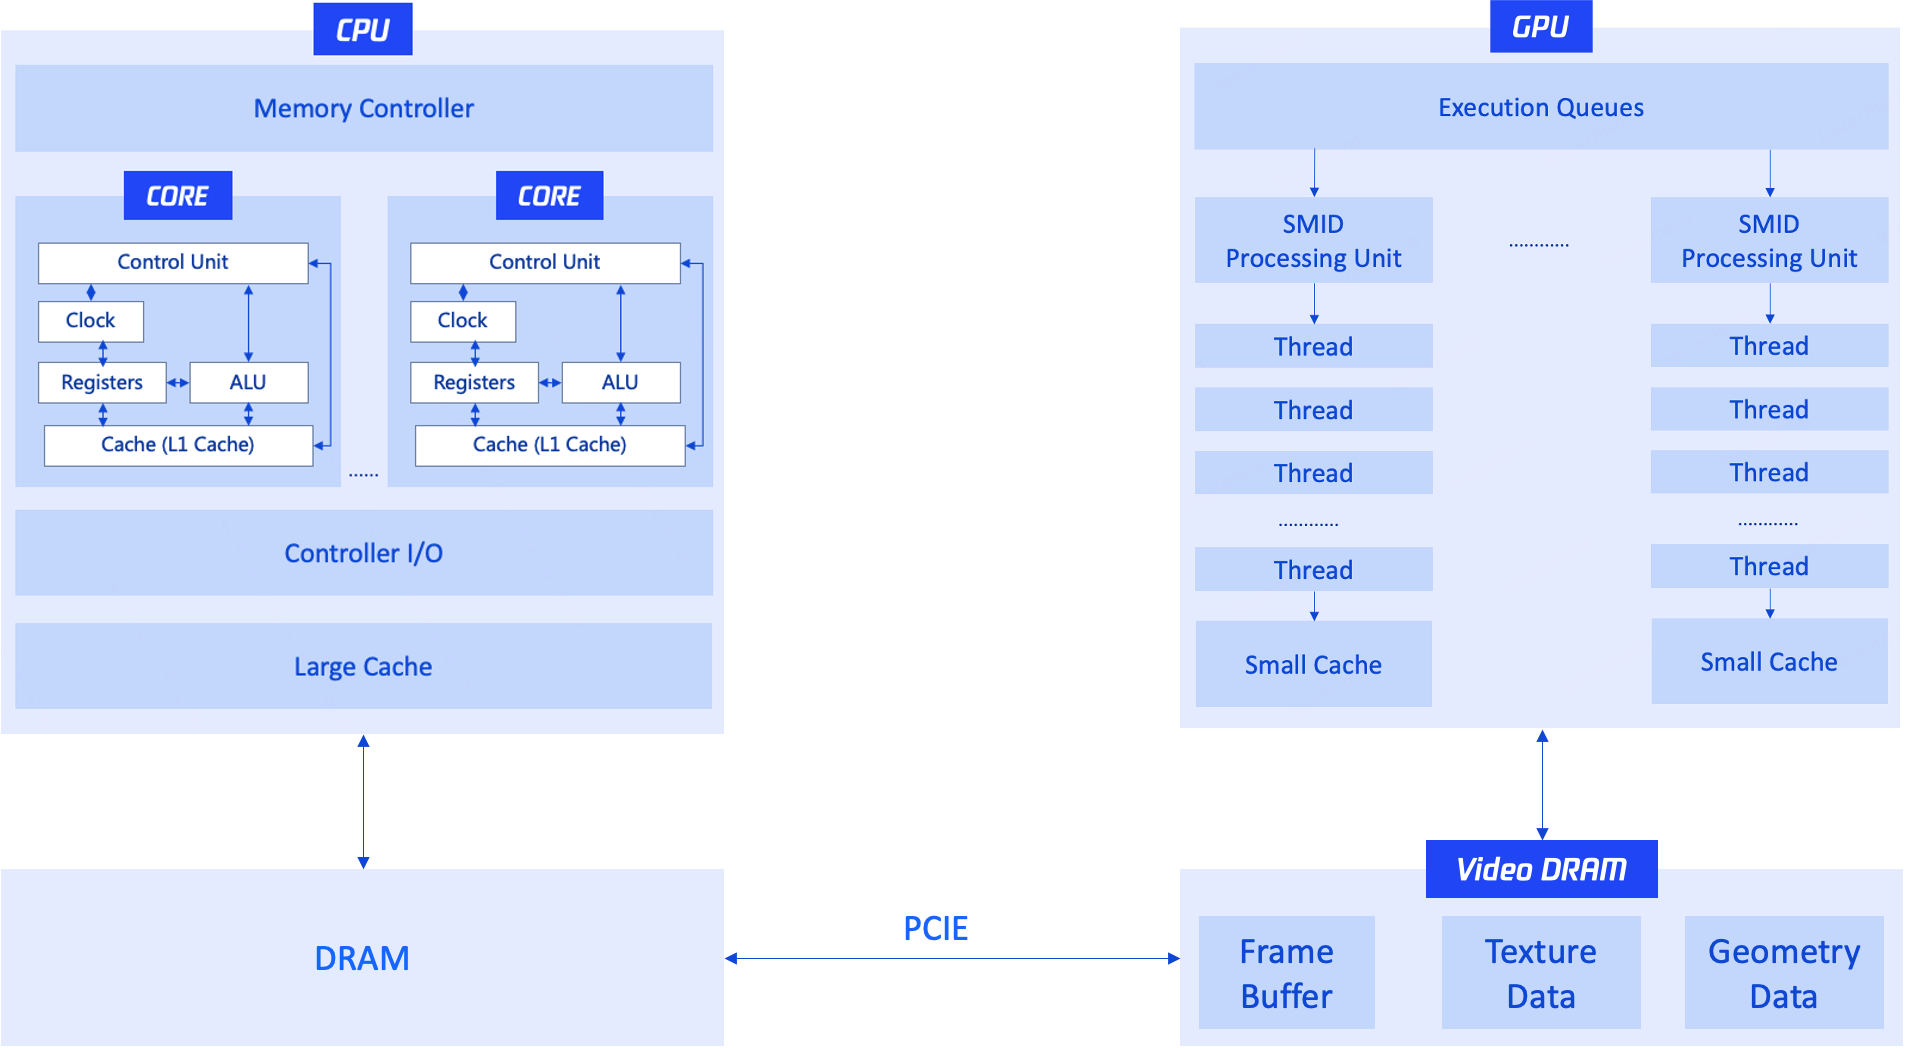 CPU
Memory Controller
CORE
Control Unit
Clock
Registers
ALU
Cache (L1 Cache)
......
CORE
Control Unit
Clock
Registers
ALU
Cache (L1 Cache)
Controller I/O
Large Cache
DRAM
PCIE
GPU
Execution Queues
SMID
Processing Unit
Thread
Thread
Thread
............
Thread
Small Cache
............
SMID
Processing Unit
Thread
Thread
Thread
............
Thread
Small Cache
Video DRAM
Frame
Buffer
Texture
Data
Geometry
Data